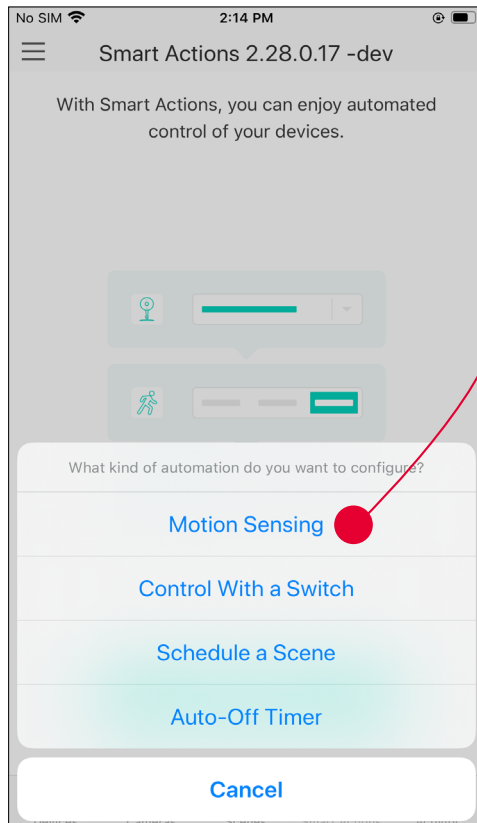 No SIM 2:14 PM
Smart Actions 2.28.0.17 -dev
With Smart Actions, you can enjoy automated
control of your devices.
What kind of automation do you want to configure?
Motion Sensing
Control With a Switch
Schedule a Scene
Auto-Off Timer
Cancel